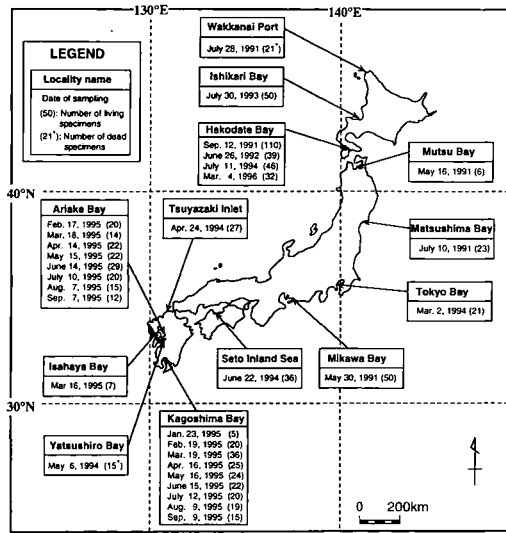 130°E
140°E
LEGEND
Locality name
Date of sampling
(50): Number of living
specimens
(21*): Number of dead
specimens
Wakkanai Port
July 28, 1991 (21*)
Ishikari Bay
July 30, 1993 (50)
Hakodate Bay
Sep. 12, 1991 (110)
June 26, 1992 (39)
July 11, 1994 (46)
Mar. 4, 1996 (32)
Mutsu Bay
May 16, 1991 (6)
40°N
Ariake Bay
Feb. 17, 1995 (20)
Mar. 18, 1995 (14)
Apr. 14, 1995 (22)
May 15, 1995 (22)
June 14, 1995 (29)
July 10, 1995 (20)
Aug. 7, 1995 (15)
Sep. 7, 1995 (12)
Tsuyazaki Inlet
Apr. 24, 1994 (27)
Matsushima Bay
July 10, 1991 (23)
Tokyo Bay
Mar. 2, 1994 (21)
Isahaya Bay
Mar 16, 1995 (7)
Seto Inland Sea
June 22, 1994 (36)
Mikawa Bay
May 30, 1991 (50)
30°N
Yatsushiro Bay
May 6, 1994 (15*)
Kagoshima Bay
Jan. 23, 1995 (5)
Feb. 19, 1995 (20)
Mar. 19, 1995 (36)
Apr. 16, 1995 (25)
May 16, 1995 (24)
June 15, 1995 (22)
July 12, 1995 (20)
Aug. 9, 1995 (19)
Sep. 9, 1995 (15)
0 200km